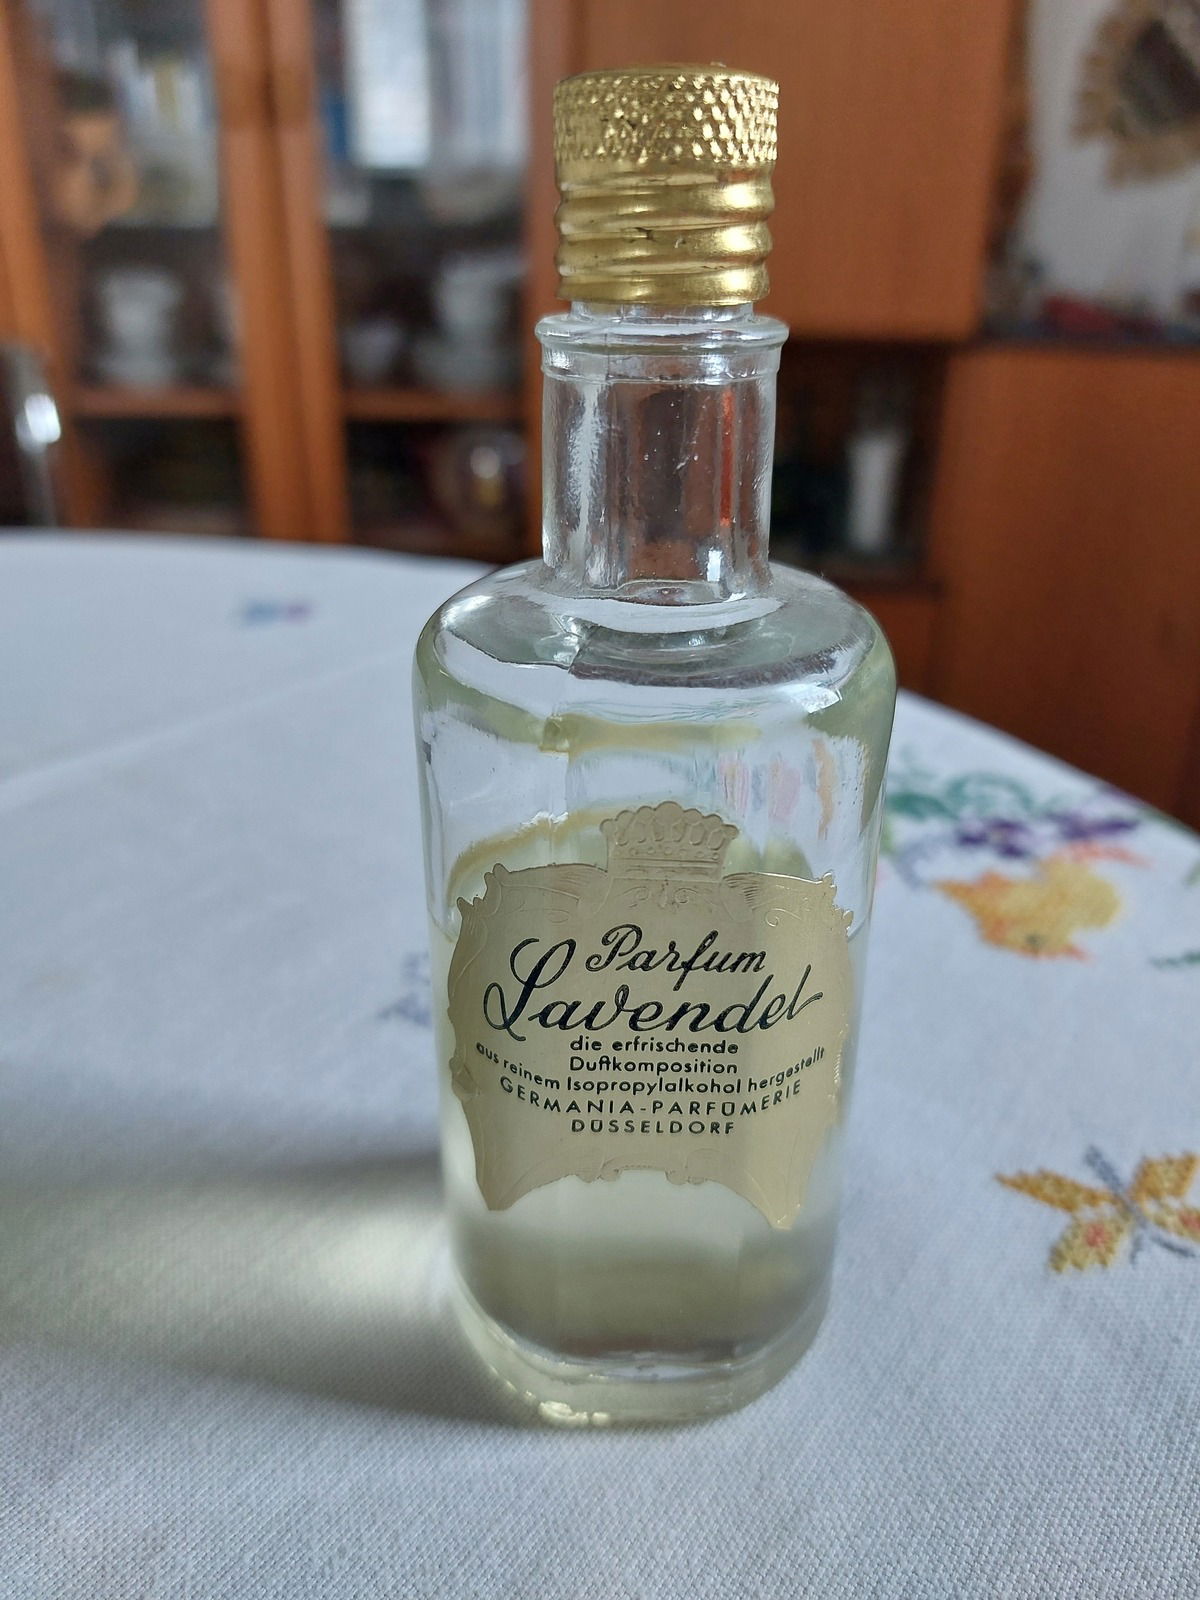 Parfum
Lavendel
die erfrischende
Duftkomposition
aus reinem Isopropylalkohol hergestellt
GERMANIA-PARFÜMERIE
DÜSSELDORF